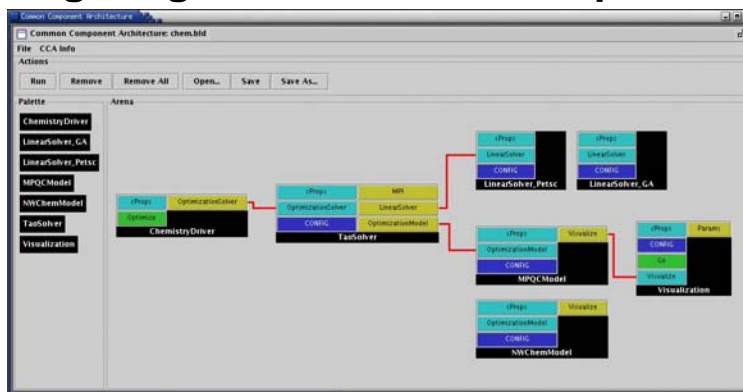 Common Component Architecture
Common Component Architecture: chem.bld
File CCA Info
Actions
Run Remove Remove All Open... Save Save As...
Palette Arena
ChemistryDriver
LinearSolver_GA
LinearSolver_Petsc
MPQCModel
NWChemModel
TaoSolver
Visualization
cProps OptimizationSolver
Optimize
ChemistryDriver
cProps MPI
OptimizationSolver LinearSolver
CONFIG OptimizationModel
TaoSolver
cProps
LinearSolver
CONFIG
LinearSolver_Petsc
cProps
LinearSolver
CONFIG
LinearSolver_GA
cProps Visualize
OptimizationModel
CONFIG
MPQCModel
cProps Params
CONFIG
Go
Visualize
Visualization
cProps Visualize
OptimizationModel
CONFIG
NWChemModel